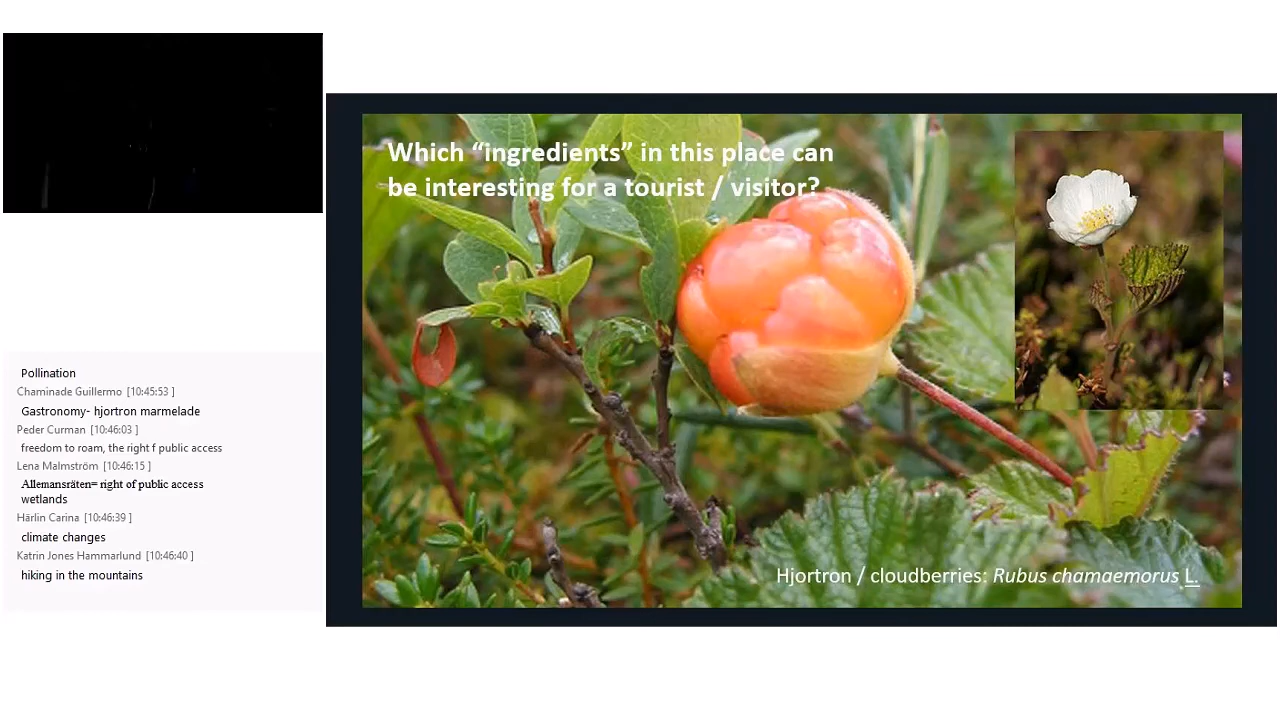 Which “ingredients” in this place can
be interesting for a tourist / visitor?
Hjortron / cloudberries: Rubus chamaemorus L.
Pollination
Chaminade Guillermo [10:45:53 ]
Gastronomy- hjortron marmelade
Peder Curman [10:46:03 ]
freedom to roam, the right f public access
Lena Malmström [10:46:15 ]
Allemansräten= right of public access
wetlands
Härlin Carina [10:46:39 ]
climate changes
Katrin Jones Hammarlund [10:46:40 ]
hiking in the mountains